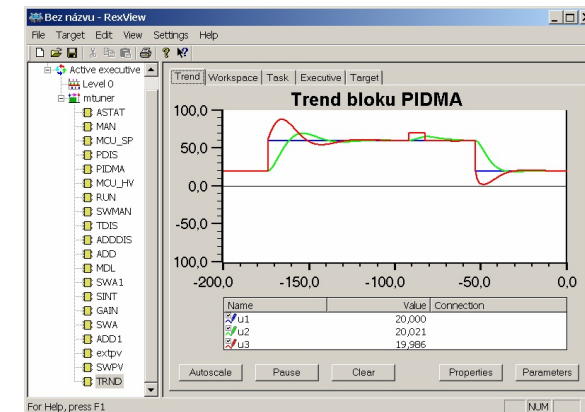 Bez názvu - RexView
File Target Edit View Settings Help
Active executive
Level 0
mtuner
ASTAT
MAN
MCU_SP
PDIS
PIDMA
MCU_HV
RUN
SWMAN
TDIS
ADDDIS
ADD
MDL
SWA1
SINT
GAIN
SWA
ADD1
extpv
SWPV
TRND
Trend Workspace Task Executive Target
Trend bloku PIDMA
100,0
50,0
0,0
-50,0
100,0
-200,0 -150,0 -100,0 -50,0 0,0
Name Value Connection
u1 20,000
u2 20,021
u3 19,986
Autoscale Pause Clear Properties Parameters
For Help, press F1 NUM